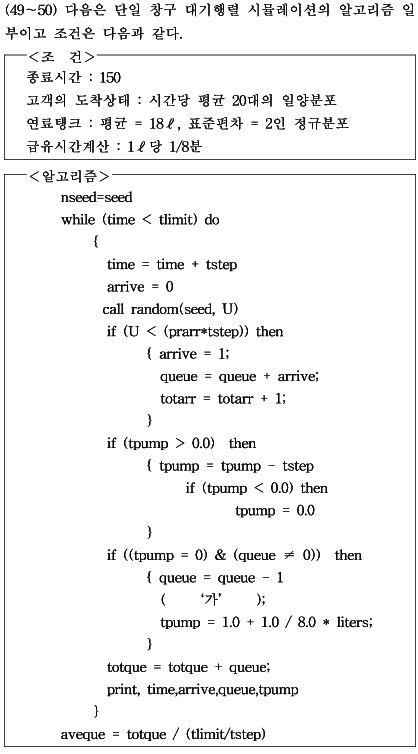 (49~50) 다음은 단일 창구 대기행렬 시뮬레이션의 알고리즘 일
부이고 조건은 다음과 같다.
<조 건>
종료시간 : 150
고객의 도착상태 : 시간당 평균 20대의 일양분포
연료탱크 : 평균 = 18ℓ, 표준편차 = 2인 정규분포
급유시간계산 : 1ℓ당 1/8분
<알고리즘>
nseed=seed
while (time < tlimit) do
{
time = time + tstep
arrive = 0
call random(seed, U)
if (U < (prarr*tstep)) then
{ arrive = 1;
queue = queue + arrive;
totarr = totarr + 1;
}
if (tpump > 0.0) then
{ tpump = tpump - tstep
if (tpump < 0.0) then
tpump = 0.0
}
if ((tpump = 0) & (queue ≠ 0)) then
{ queue = queue - 1
( '가' );
tpump = 1.0 + 1.0 / 8.0 * liters;
}
totque = totque + queue;
print, time,arrive,queue,tpump
}
aveque = totque / (tlimit/tstep)